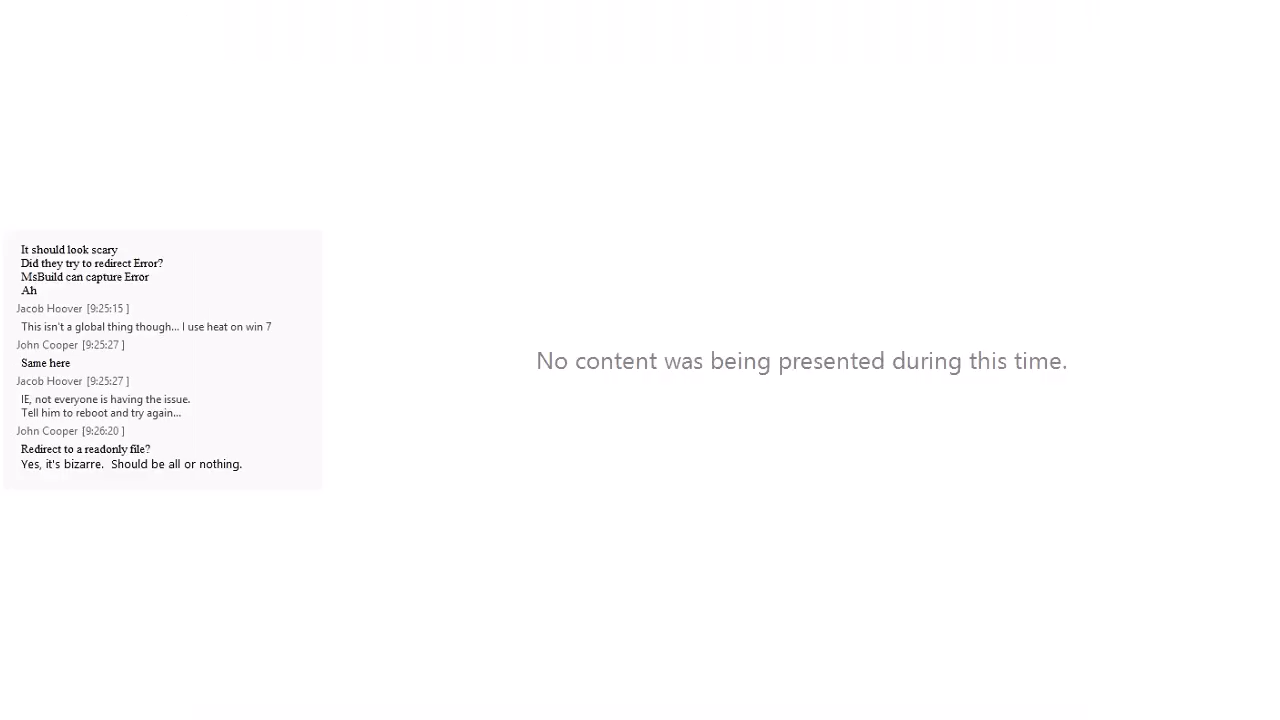 It should look scary
Did they try to redirect Error?
MsBuild can capture Error
Ah
Jacob Hoover [9:25:15 ]
This isn't a global thing though... I use heat on win 7
John Cooper [9:25:27 ]
Same here
Jacob Hoover [9:25:27 ]
IE, not everyone is having the issue.
Tell him to reboot and try again...
John Cooper [9:26:20 ]
Redirect to a readonly file?
Yes, it's bizarre.  Should be all or nothing.
No content was being presented during this time.